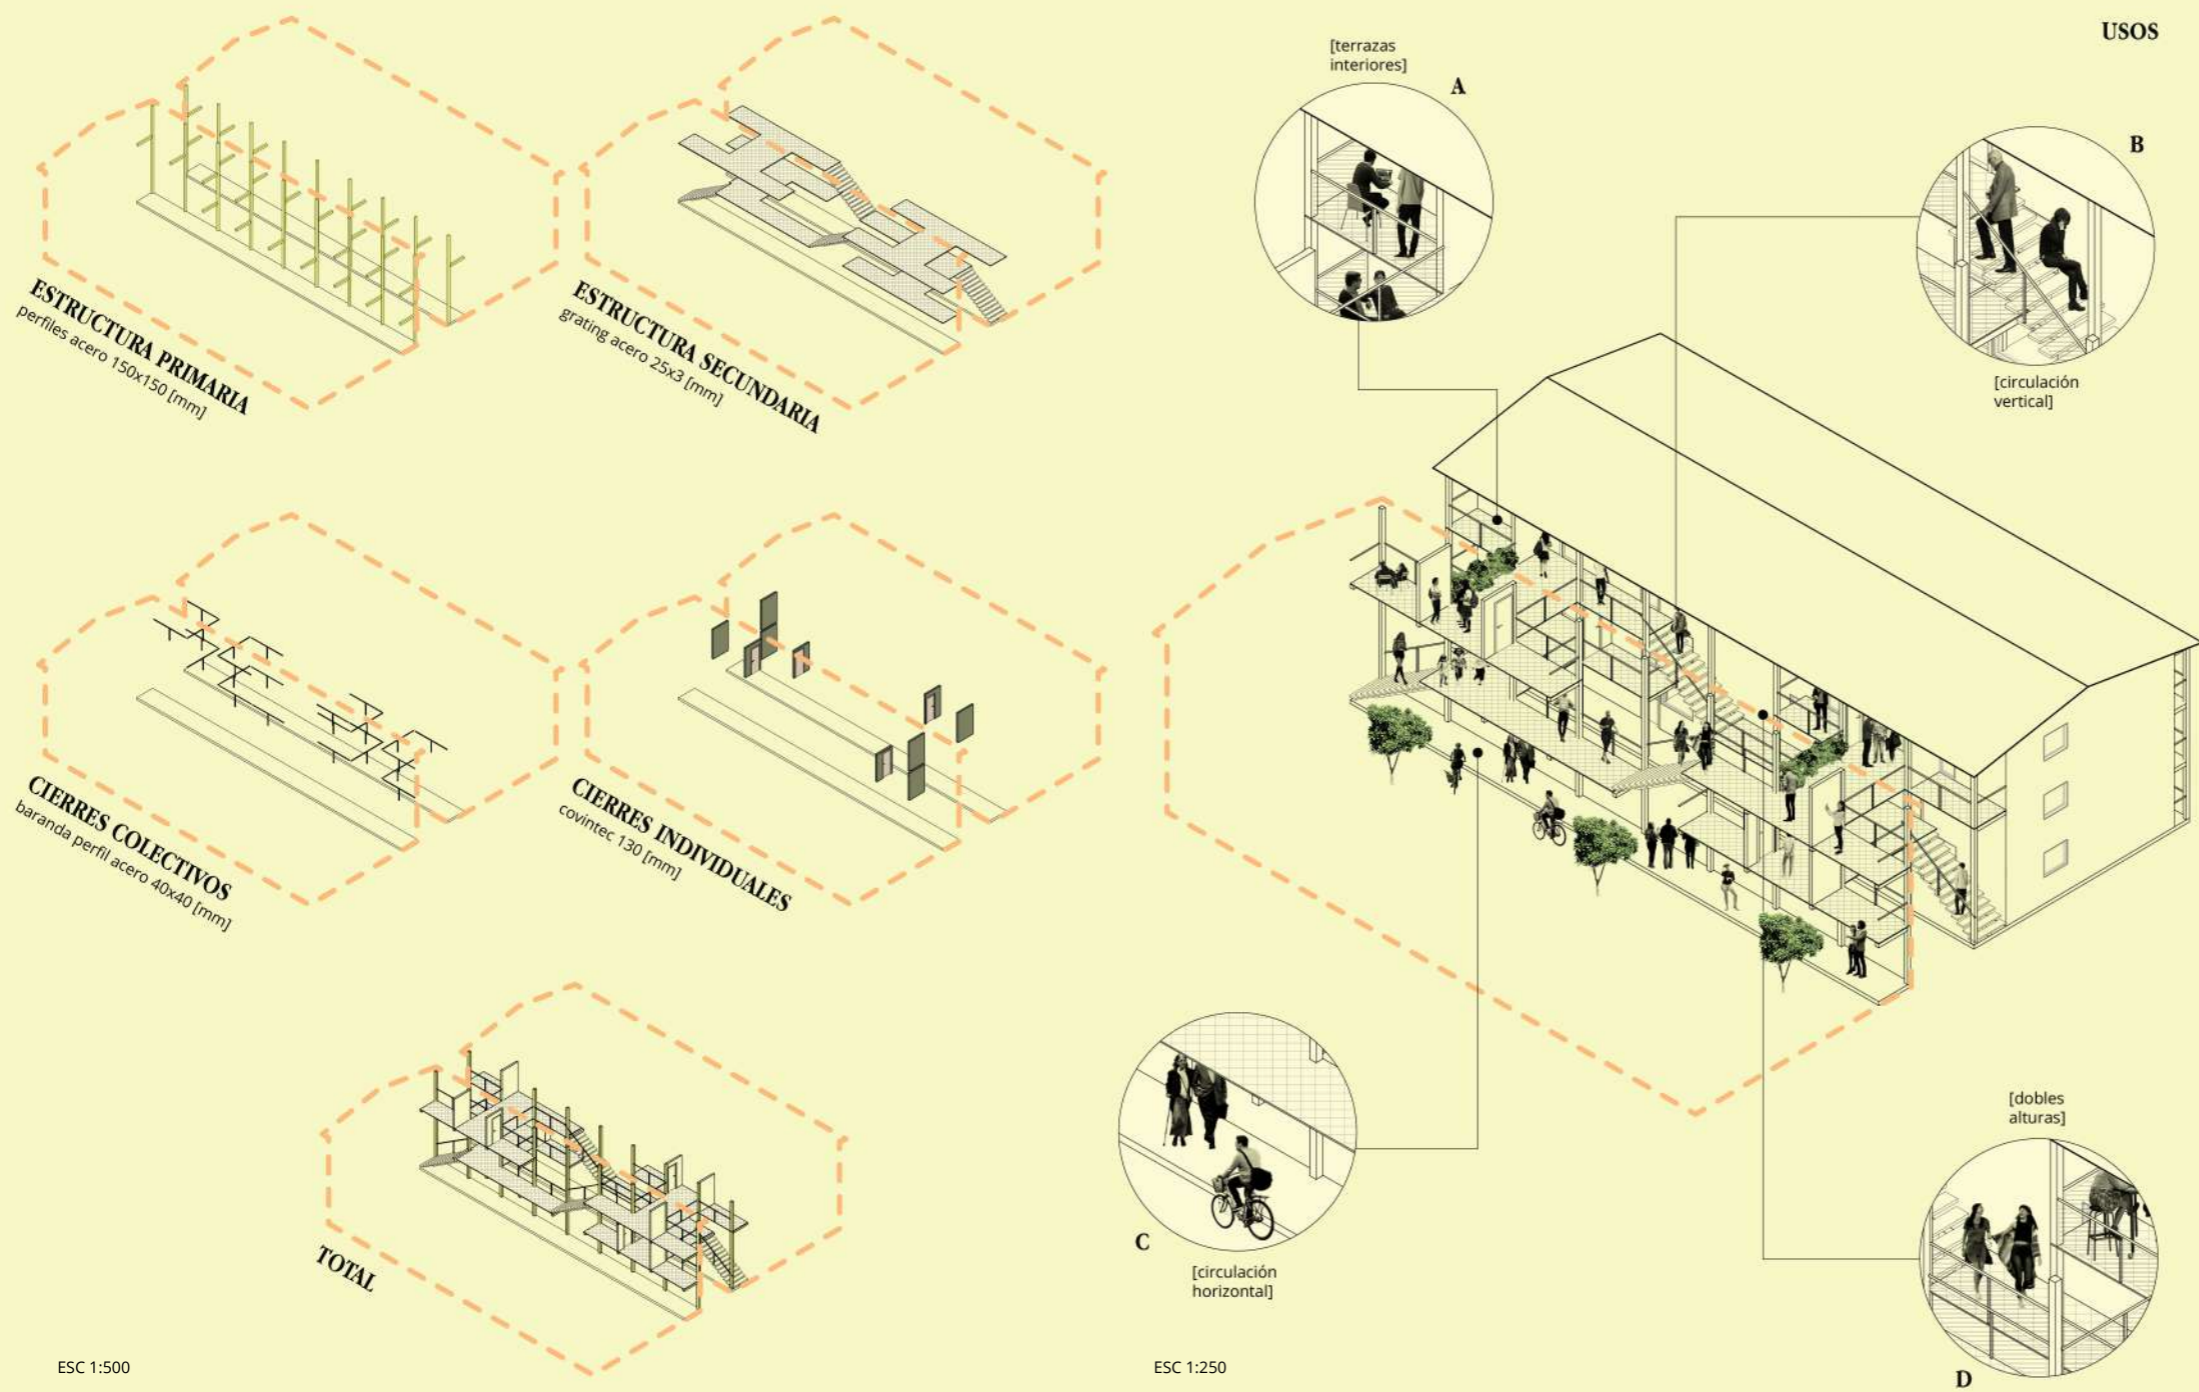 ESTRUCTURA PRIMARIA
perfiles acero 150x150 [mm]
ESTRUCTURA SECUNDARIA
grating acero 25x3 [mm]
CIERRES COLECTIVOS
baranda perfil acero 40x40 [mm]
CIERRES INDIVIDUALES
covintec 130 [mm]
TOTAL
ESC 1:500
USOS
[terrazas
interiores]
A
B
[circulación
vertical]
C
[circulación
horizontal]
[dobles
alturas]
D
ESC 1:250